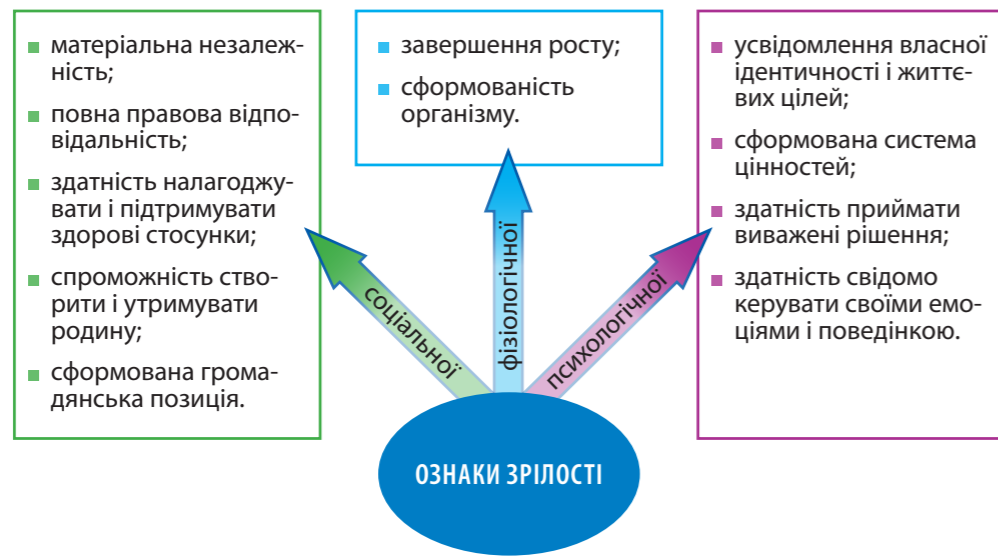 матеріальна незалеж-
ність;
повна правова відпо-
відальність;
здатність налагоджу-
вати і підтримувати
здорові стосунки;
спроможність ство-
рити і утримувати
родину;
сформована грома-
дянська позиція.
завершення росту;
сформованість
організму.
усвідомлення власної
ідентичності і життє-
вих цілей;
сформована система
цінностей;
здатність приймати
виважені рішення;
здатність свідомо
керувати своїми емо-
ціями і поведінкою.
соціальної
фізіологічної
психологічної
ОЗНАКИ ЗРІЛОСТІ